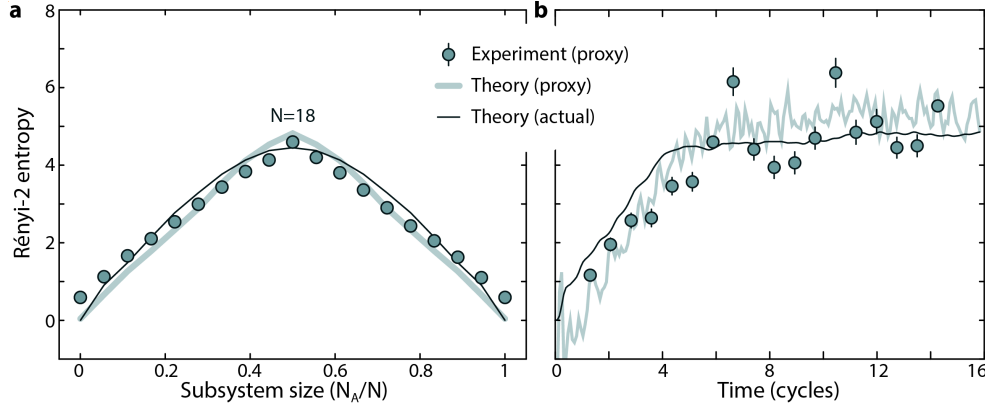 a
b
8
6
4
2
0
Rényi-2 entropy
N=18
Experiment (proxy)
Theory (proxy)
Theory (actual)
0 0.2 0.4 0.6 0.8 1
Subsystem size (N_A/N)
0 4 8 12 16
Time (cycles)